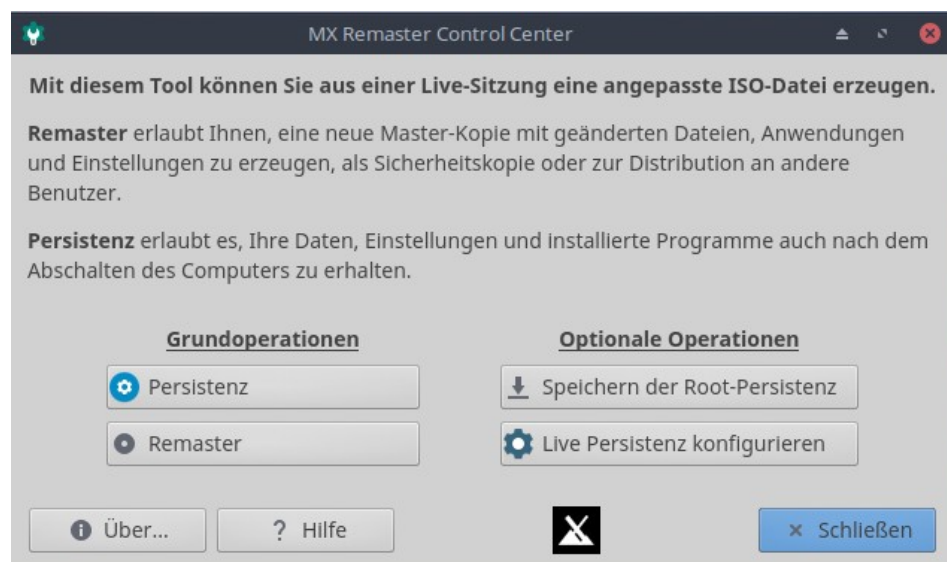 MX Remaster Control Center
Mit diesem Tool können Sie aus einer Live-Sitzung eine angepasste ISO-Datei erzeugen.
Remaster erlaubt Ihnen, eine neue Master-Kopie mit geänderten Dateien, Anwendungen
und Einstellungen zu erzeugen, als Sicherheitskopie oder zur Distribution an andere
Benutzer.
Persistenz erlaubt es, Ihre Daten, Einstellungen und installierte Programme auch nach dem
Abschalten des Computers zu erhalten.
Grundoperationen
Optionale Operationen
Persistenz
Speichern der Root-Persistenz
Remaster
Live Persistenz konfigurieren
Über...
? Hilfe
Schließen